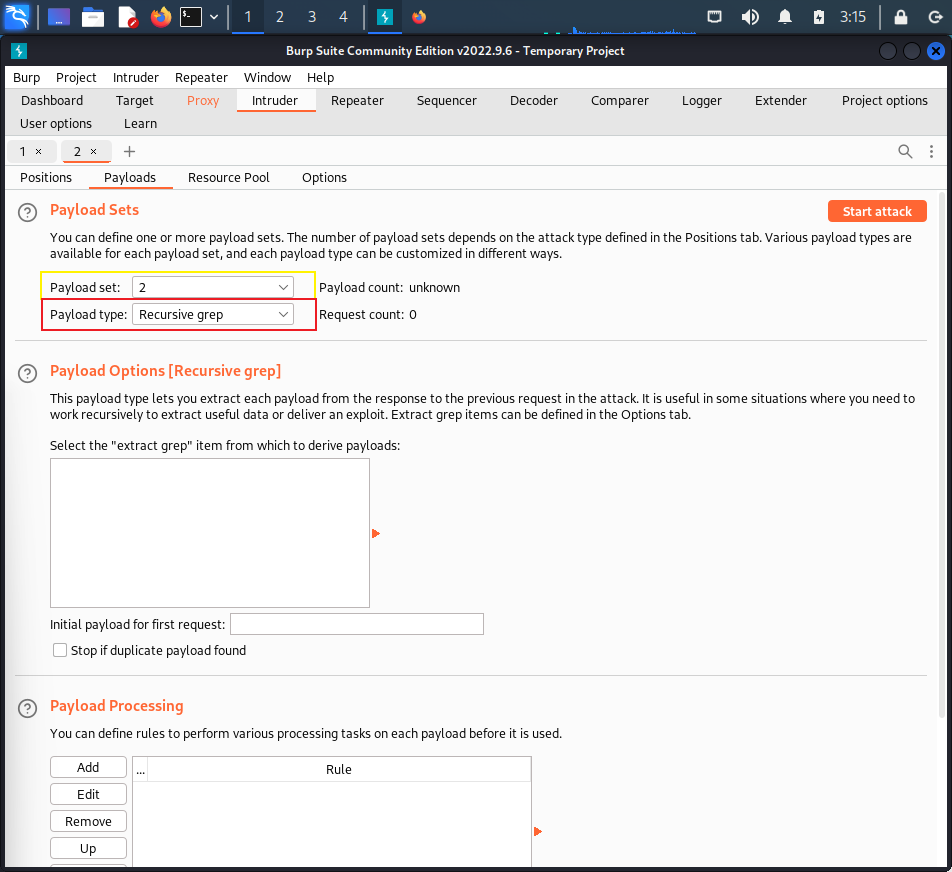 1 2 3 4 3:15
Burp Suite Community Edition v2022.9.6 - Temporary Project
Burp Project Intruder Repeater Window Help
Dashboard Target Proxy Intruder Repeater Sequencer Decoder Comparer Logger Extender Project options
User options Learn
1 × 2 × +
Positions Payloads Resource Pool Options
? Payload Sets Start attack
You can define one or more payload sets. The number of payload sets depends on the attack type defined in the Positions tab. Various payload types are
available for each payload set, and each payload type can be customized in different ways.
Payload set: 2 Payload count: unknown
Payload type: Recursive grep Request count: 0
? Payload Options [Recursive grep]
This payload type lets you extract each payload from the response to the previous request in the attack. It is useful in some situations where you need to
work recursively to extract useful data or deliver an exploit. Extract grep items can be defined in the Options tab.
Select the "extract grep" item from which to derive payloads:
Initial payload for first request:
Stop if duplicate payload found
? Payload Processing
You can define rules to perform various processing tasks on each payload before it is used.
Add ... Rule
Edit
Remove
Up